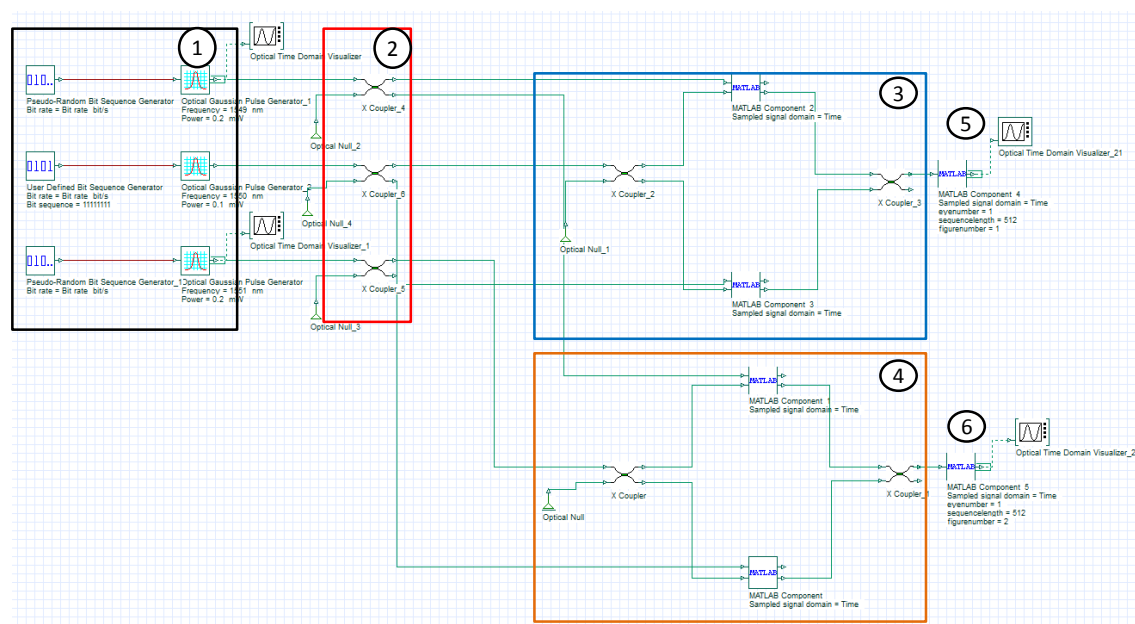 1
2
Optical Time Domain Visualizer
010..
Pseudo-Random Bit Sequence Generator
Bit rate = Bit rate bit/s
Optical Gaussian Pulse Generator_1
Frequency = 1549 nm
Power = 0.2 mW
X Coupler_4
Optical Null_2
0101
User Defined Bit Sequence Generator
Bit rate = Bit rate bit/s
Bit sequence = 11111111
Optical Gaussian Pulse Generator_2
Frequency = 1550 nm
Power = 0.1 mW
X Coupler_6
Optical Null_4
Optical Time Domain Visualizer_1
010..
Pseudo-Random Bit Sequence Generator_1
Bit rate = Bit rate bit/s
Optical Gaussian Pulse Generator
Frequency = 1551 nm
Power = 0.2 mW
X Coupler_5
Optical Null_3
3
MATLAB
MATLAB Component 2
Sampled signal domain = Time
X Coupler_2
Optical Null_1
X Coupler_3
MATLAB
MATLAB Component 3
Sampled signal domain = Time
5
Optical Time Domain Visualizer_21
MATLAB
MATLAB Component 4
Sampled signal domain = Time
eyenumber = 1
sequencelength = 512
figurenumber = 1
4
MATLAB
MATLAB Component 1
Sampled signal domain = Time
X Coupler
Optical Null
X Coupler_1
MATLAB
MATLAB Component
Sampled signal domain = Time
6
Optical Time Domain Visualizer_2
MATLAB
MATLAB Component 5
Sampled signal domain = Time
eyenumber = 1
sequencelength = 512
figurenumber = 2